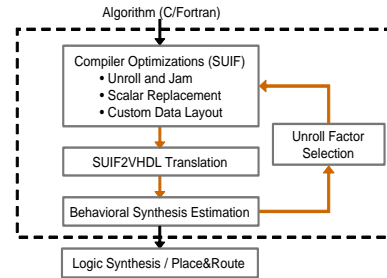 Algorithm (C/Fortran)
Compiler Optimizations (SUIF)
• Unroll and Jam
• Scalar Replacement
• Custom Data Layout
Unroll Factor
Selection
SUIF2VHDL Translation
Behavioral Synthesis Estimation
Logic Synthesis / Place&Route